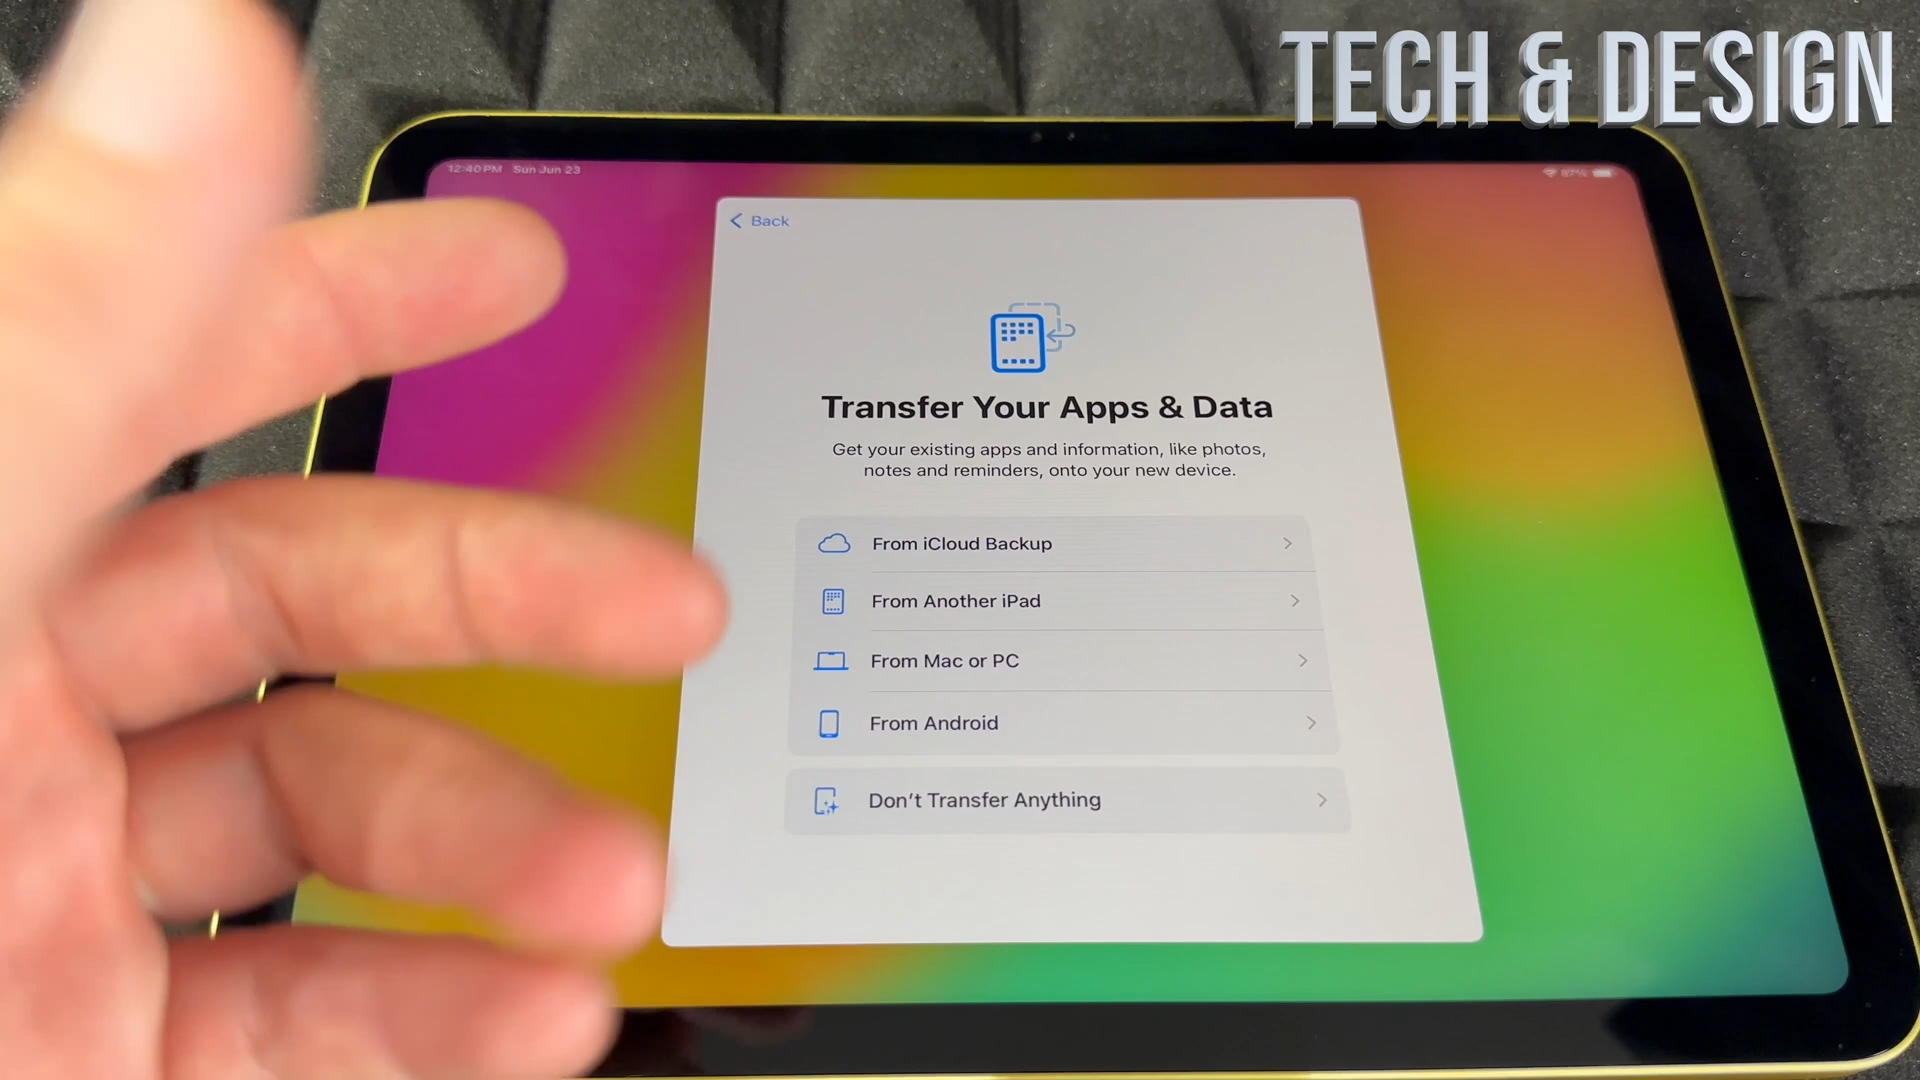 TECH & DESIGN
12:40 PM Sun Jun 23
87%
Back
Transfer Your Apps & Data
Get your existing apps and information, like photos,
notes and reminders, onto your new device.
From iCloud Backup
From Another iPad
From Mac or PC
From Android
Don’t Transfer Anything